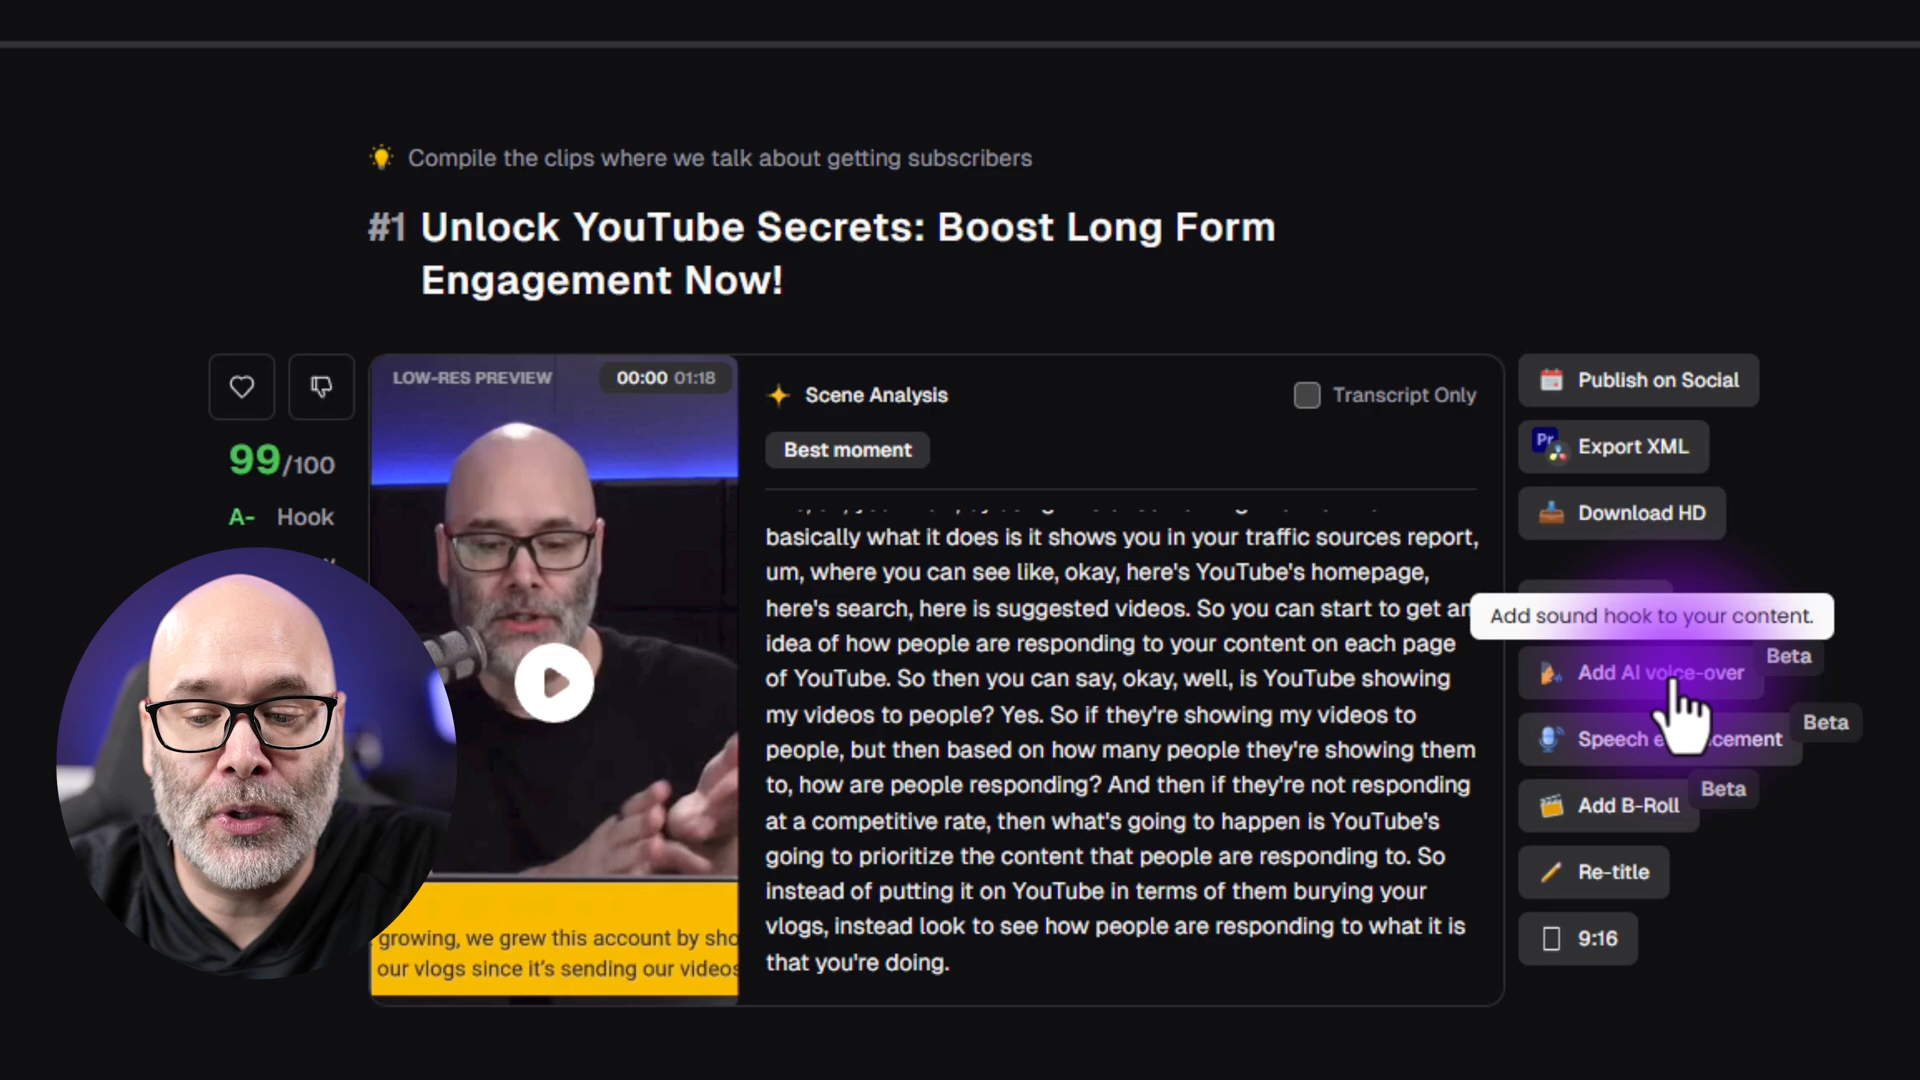 Compile the clips where we talk about getting subscribers
#1 Unlock YouTube Secrets: Boost Long Form
Engagement Now!
LOW-RES PREVIEW
00:00 01:18
99/100
A- Hook
growing, we grew this account by sho
our vlogs since it's sending our videos
Scene Analysis
Transcript Only
Best moment
basically what it does is it shows you in your traffic sources report,
um, where you can see like, okay, here's YouTube's homepage,
here's search, here is suggested videos. So you can start to get an
idea of how people are responding to your content on each page
of YouTube. So then you can say, okay, well, is YouTube showing
my videos to people? Yes. So if they're showing my videos to
people, but then based on how many people they're showing them
to, how are people responding? And then if they're not responding
at a competitive rate, then what's going to happen is YouTube's
going to prioritize the content that people are responding to. So
instead of putting it on YouTube in terms of them burying your
vlogs, instead look to see how people are responding to what it is
that you're doing.
Publish on Social
Pr Export XML
Download HD
Add sound hook to your content.
Add AI voice-over
Beta
Speech e cement
Beta
Add B-Roll
Beta
Re-title
9:16